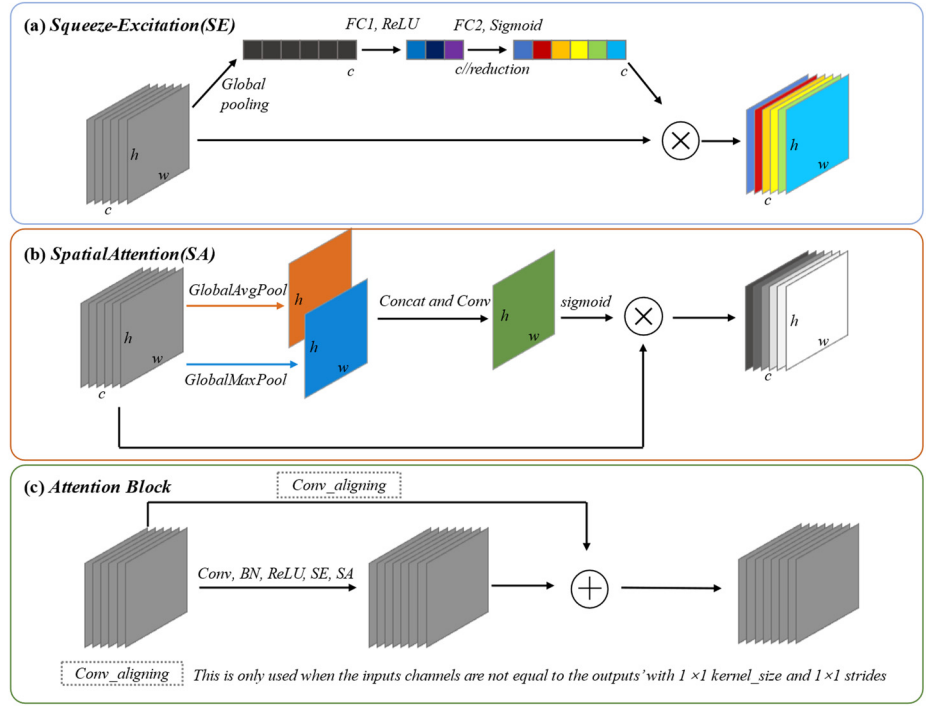 (a) Squeeze-Excitation(SE)
FC1, ReLU
FC2, Sigmoid
c
c//reduction
c
Global
pooling
h
w
c
h
w
c
(b) SpatialAttention(SA)
GlobalAvgPool
h
Concat and Conv
sigmoid
h
w
c
GlobalMaxPool
h
w
h
w
h
w
c
(c) Attention Block
Conv_aligning
Conv, BN, ReLU, SE, SA
Conv_aligning
This is only used when the inputs channels are not equal to the outputs' with 1 ×1 kernel_size and 1×1 strides